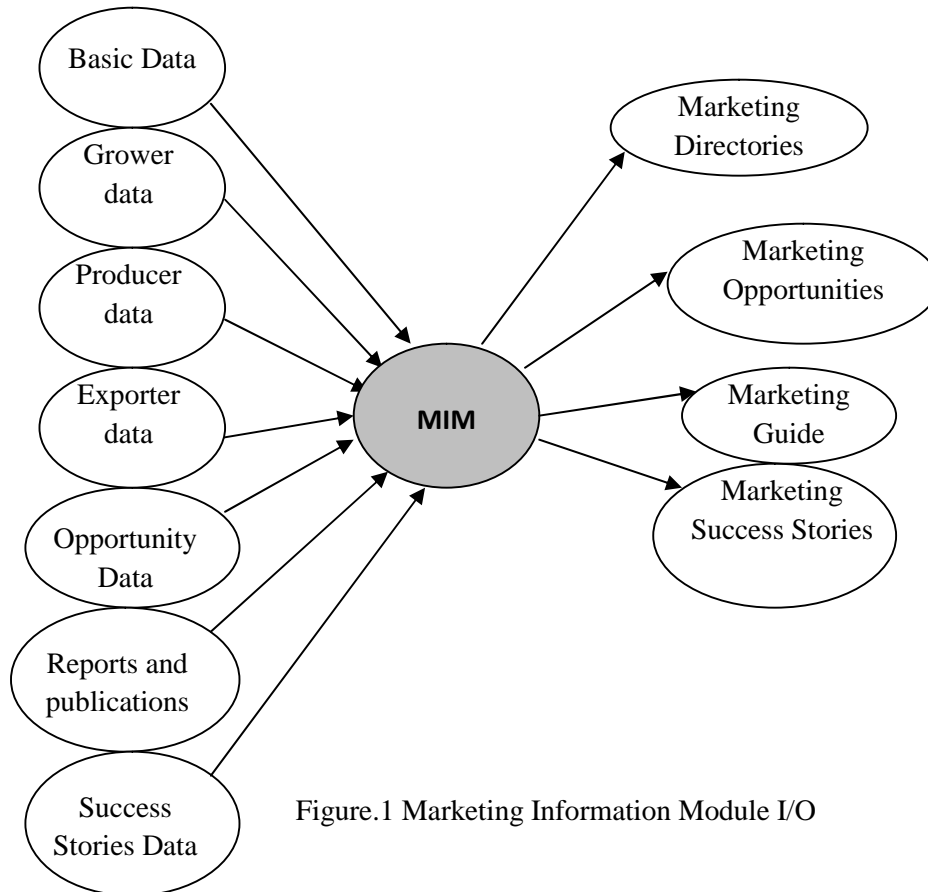 Basic Data
Grower
data
Producer
data
Exporter
data
Opportunity
Data
Reports and
publications
Success
Stories Data
MIM
Marketing
Directories
Marketing
Opportunities
Marketing
Guide
Marketing
Success Stories
Figure.1 Marketing Information Module I/O